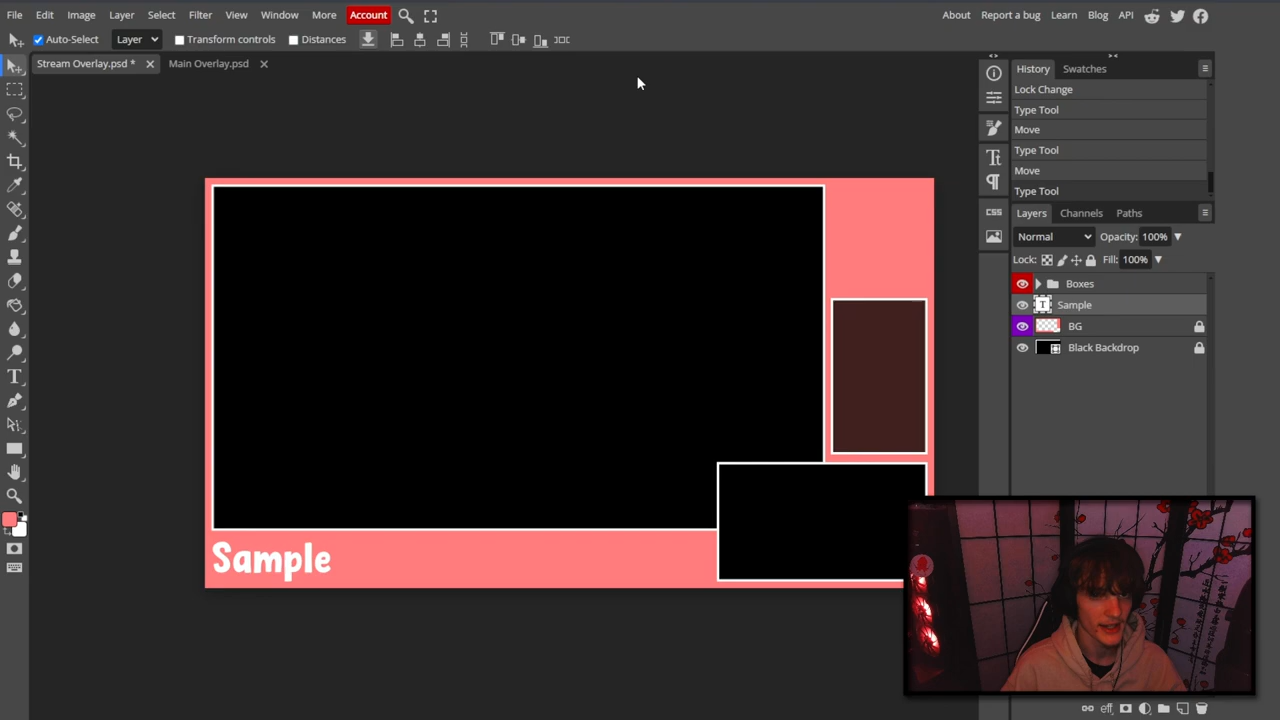 File Edit Image Layer Select Filter View Window More Account About Report a bug Learn Blog API
Auto-Select Layer Transform controls Distances
Stream Overlay.psd * Main Overlay.psd
History Swatches
Lock Change
Type Tool
Move
Type Tool
Move
Type Tool
CSS
Layers Channels Paths
Normal Opacity: 100%
Lock: Fill: 100%
Boxes
T Sample
BG
Black Backdrop
Sample
eff